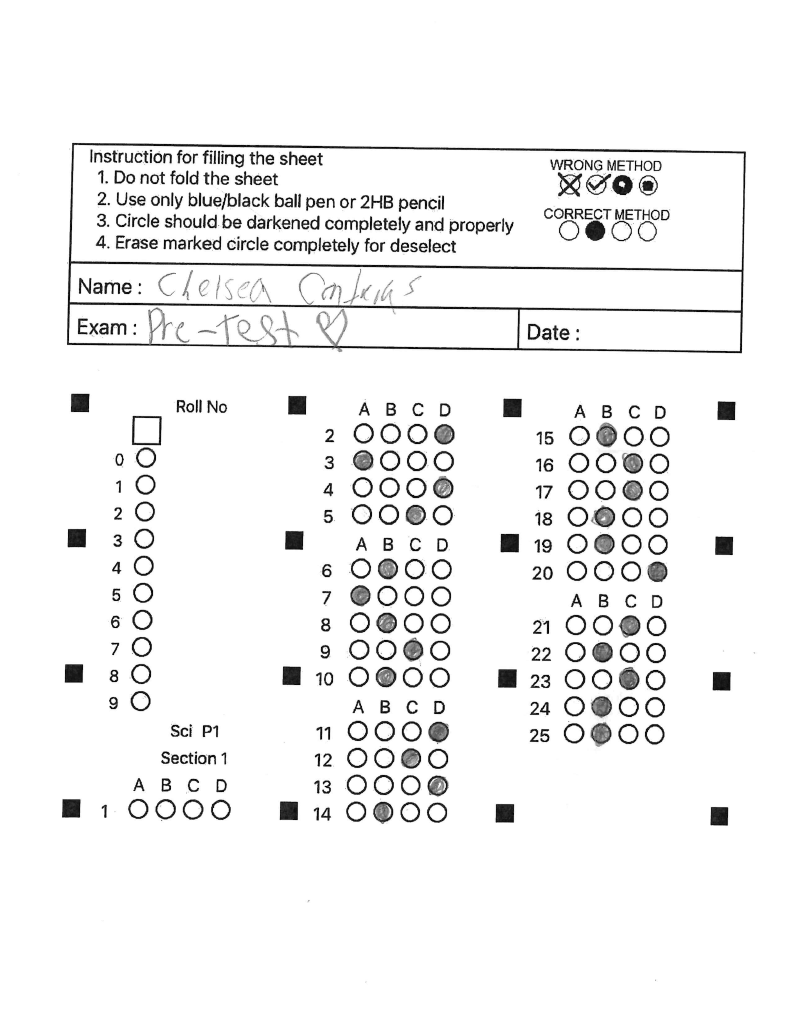 Instruction for filling the sheet
1. Do not fold the sheet
2. Use only blue/black ball pen or 2HB pencil
3. Circle should be darkened completely and properly
4. Erase marked circle completely for deselect
WRONG METHOD
CORRECT METHOD
Name : Chelsea
Exam : Pre-test
Date :
Roll No
0
1
2
3
4
5
6
7
8
9
Sci P1
Section 1
A B C D
1
A B C D
2
3
4
5
A B C D
6
7
8
9
10
A B C D
11
12
13
14
A B C D
15
16
17
18
19
20
A B C D
21
22
23
24
25